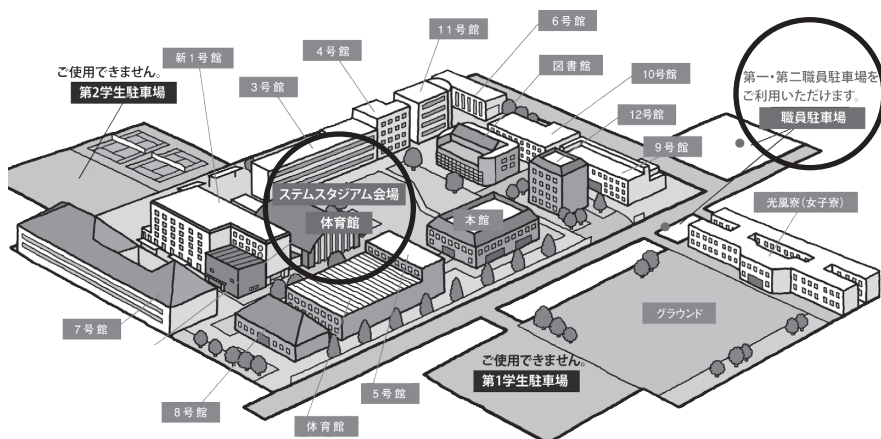 6号館
11号館
4号館
新1号館
図書館
3号館
10号館
12号館
9号館
ご使用できません。
第2学生駐車場
第一・第二職員駐車場を
ご利用いただけます。
職員駐車場
ステムスタジアム会場
体育館
本館
光風寮(女子寮)
グラウンド
7号館
ご使用できません。
第1学生駐車場
8号館
5号館
体育館